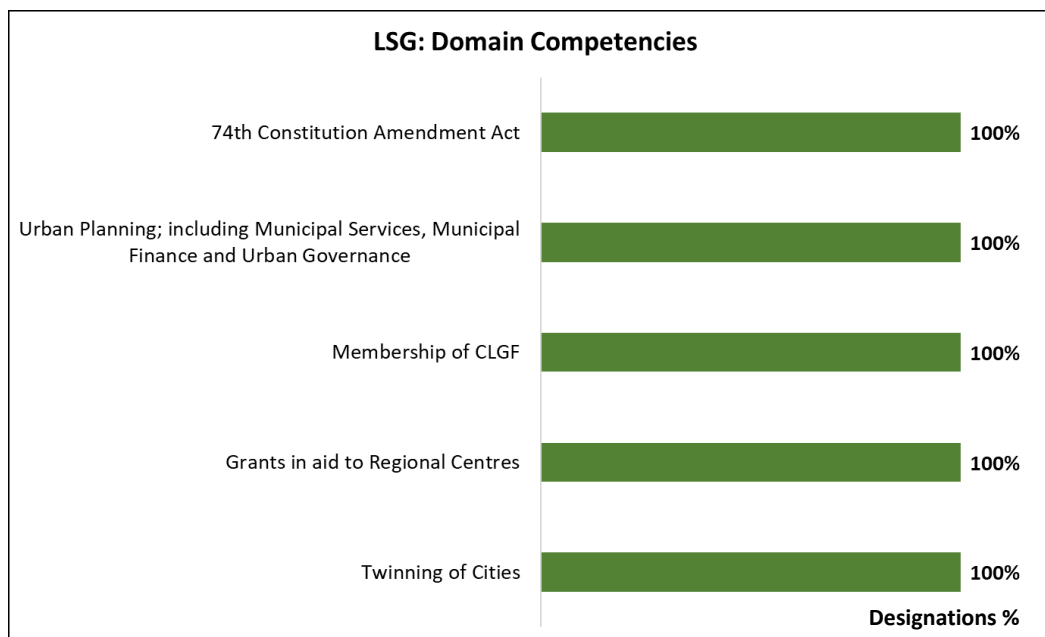 LSG: Domain Competencies
74th Constitution Amendment Act
100%
Urban Planning; including Municipal Services, Municipal
Finance and Urban Governance
100%
Membership of CLGF
100%
Grants in aid to Regional Centres
100%
Twinning of Cities
100%
Designations %